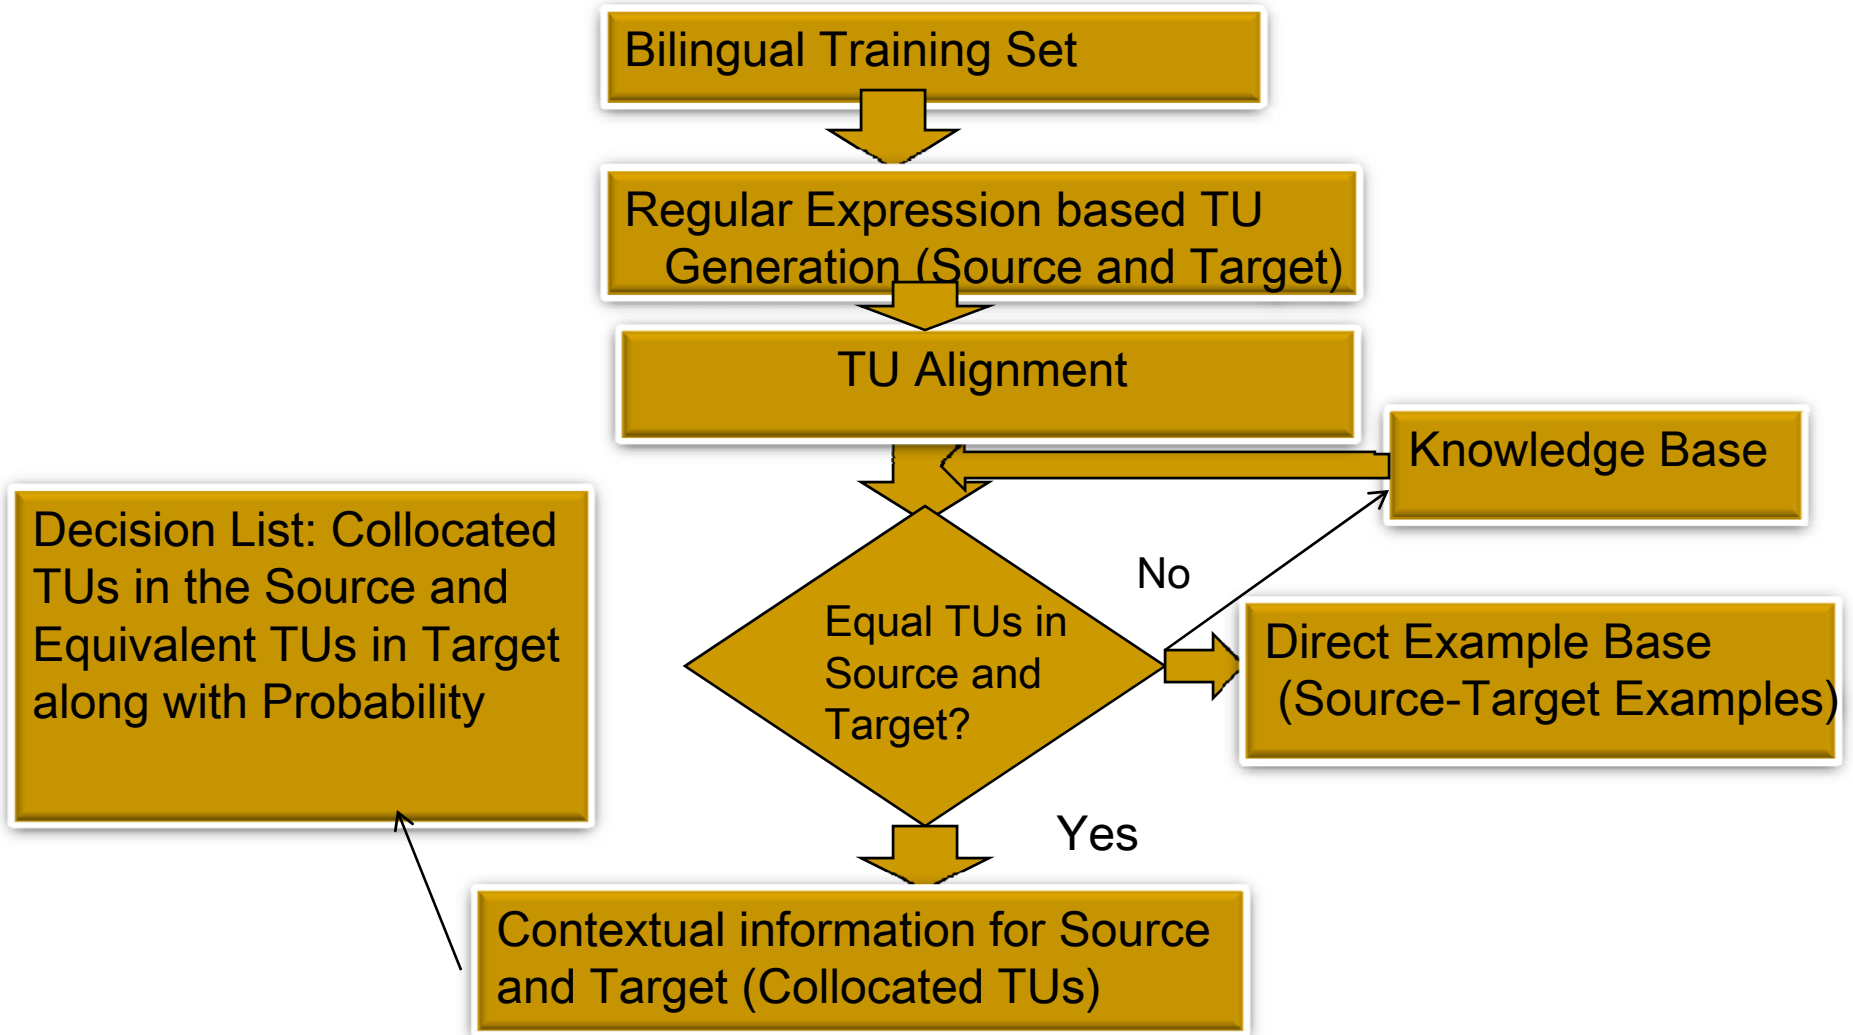 Bilingual Training Set
Regular Expression based TU
Generation (Source and Target)
TU Alignment
Knowledge Base
Decision List: Collocated
TUs in the Source and
Equivalent TUs in Target
along with Probability
No
Equal TUs in
Source and
Target?
Direct Example Base
(Source-Target Examples)
Yes
Contextual information for Source
and Target (Collocated TUs)